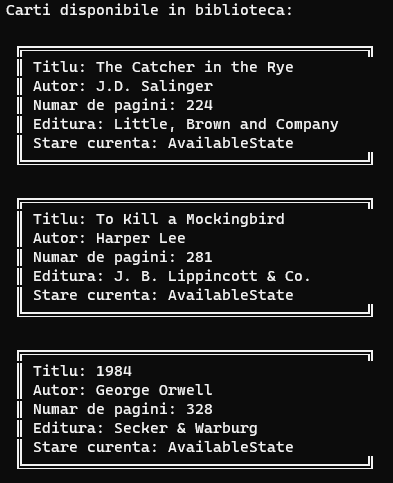 Carti disponibile in biblioteca:
Titlu: The Catcher in the Rye
Autor: J.D. Salinger
Numar de pagini: 224
Editura: Little, Brown and Company
Stare curenta: AvailableState
Titlu: To Kill a Mockingbird
Autor: Harper Lee
Numar de pagini: 281
Editura: J. B. Lippincott & Co.
Stare curenta: AvailableState
Titlu: 1984
Autor: George Orwell
Numar de pagini: 328
Editura: Secker & Warburg
Stare curenta: AvailableState